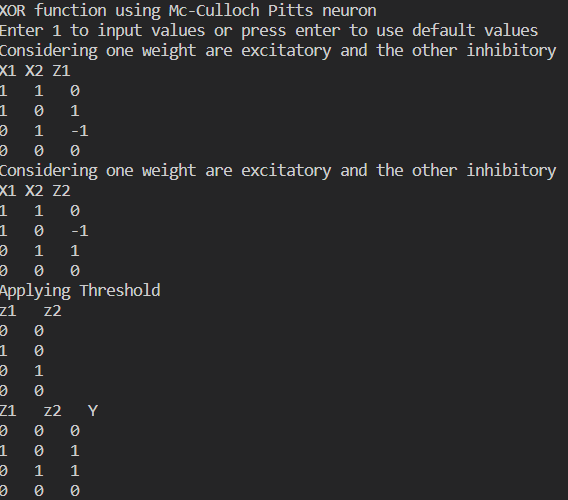 XOR function using Mc-Culloch Pitts neuron
Enter 1 to input values or press enter to use default values
Considering one weight are excitatory and the other inhibitory
X1 X2 Z1
1 1 0
1 0 1
0 1 -1
0 0 0
Considering one weight are excitatory and the other inhibitory
X1 X2 Z2
1 1 0
1 0 -1
0 1 1
0 0 0
Applying Threshold
z1 z2
0 0
1 0
0 1
0 0
Z1 z2 Y
0 0 0
1 0 1
0 1 1
0 0 0